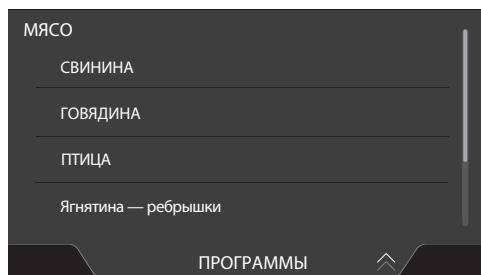 МЯСО
СВИНИНА
ГОВЯДИНА
ПТИЦА
Ягнятина — ребрышки
ПРОГРАММЫ